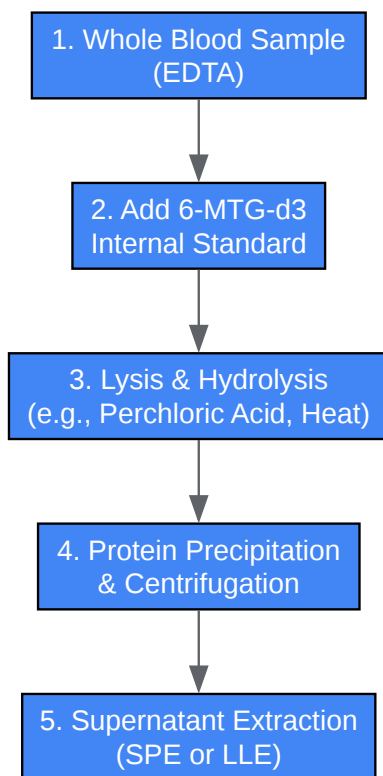 1. Whole Blood Sample
(EDTA)
2. Add 6-MTG-d3
Internal Standard
3. Lysis & Hydrolysis
(e.g., Perchloric Acid, Heat)
4. Protein Precipitation
& Centrifugation
5. Supernatant Extraction
(SPE or LLE)